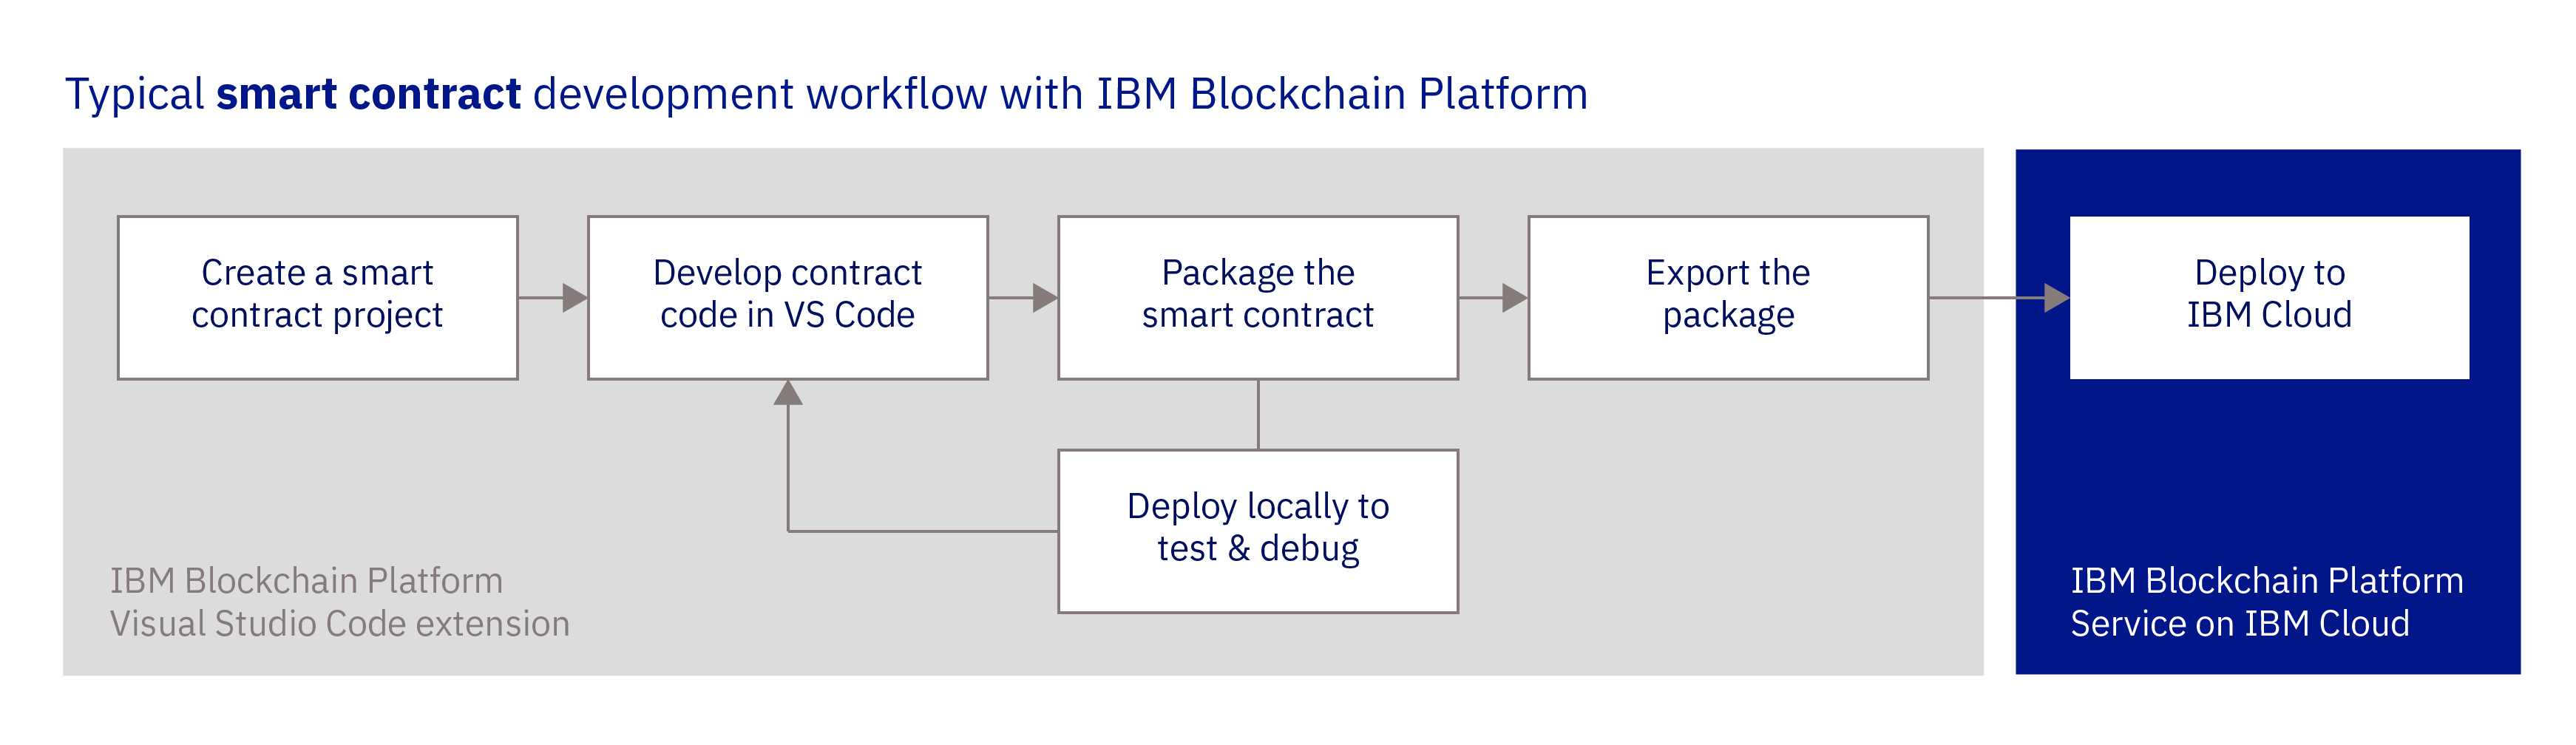 Typical smart contract development workflow with IBM Blockchain Platform
Create a smart
contract project
Develop contract
code in VS Code
Package the
smart contract
Export the
package
Deploy to
IBM Cloud
Deploy locally to
test & debug
IBM Blockchain Platform
Visual Studio Code extension
IBM Blockchain Platform
Service on IBM Cloud